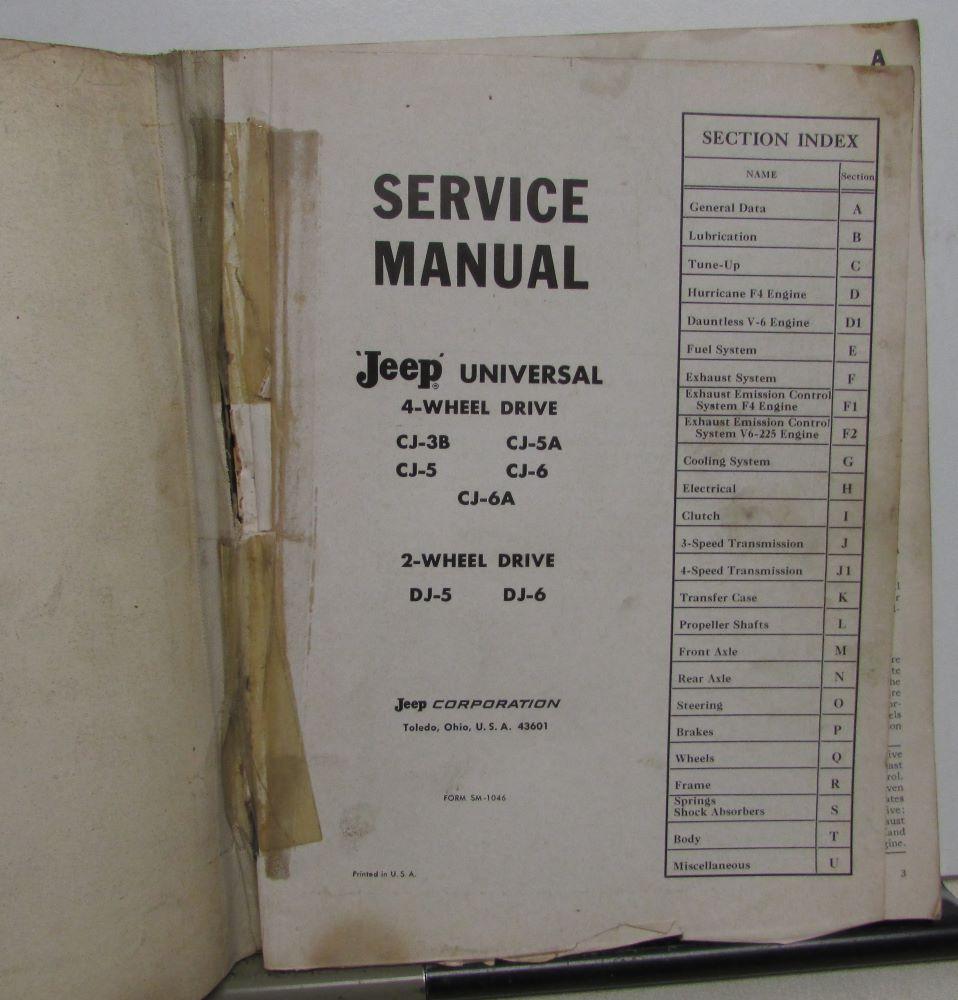 SERVICE
MANUAL
'Jeep'® UNIVERSAL
4-WHEEL DRIVE
CJ-3B CJ-5A
CJ-5 CJ-6
CJ-6A
2-WHEEL DRIVE
DJ-5 DJ-6
Jeep CORPORATION
Toledo, Ohio, U. S. A. 43601
FORM SM-1046
Printed in U. S. A.
SECTION INDEX
NAME Section
General Data A
Lubrication B
Tune-Up C
Hurricane F4 Engine D
Dauntless V-6 Engine D1
Fuel System E
Exhaust System F
Exhaust Emission Control
System F4 Engine F1
Exhaust Emission Control
System V6-225 Engine F2
Cooling System G
Electrical H
Clutch I
3-Speed Transmission J
4-Speed Transmission J1
Transfer Case K
Propeller Shafts L
Front Axle M
Rear Axle N
Steering O
Brakes P
Wheels Q
Frame R
Springs
Shock Absorbers S
Body T
Miscellaneous U
A
3